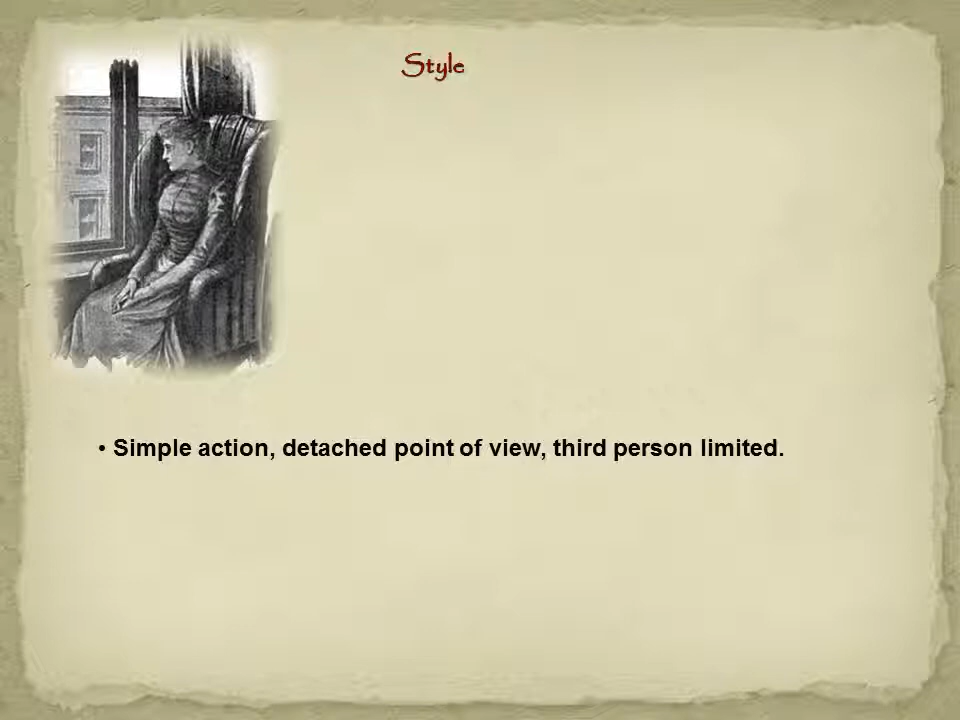 Style
• Simple action, detached point of view, third person limited.